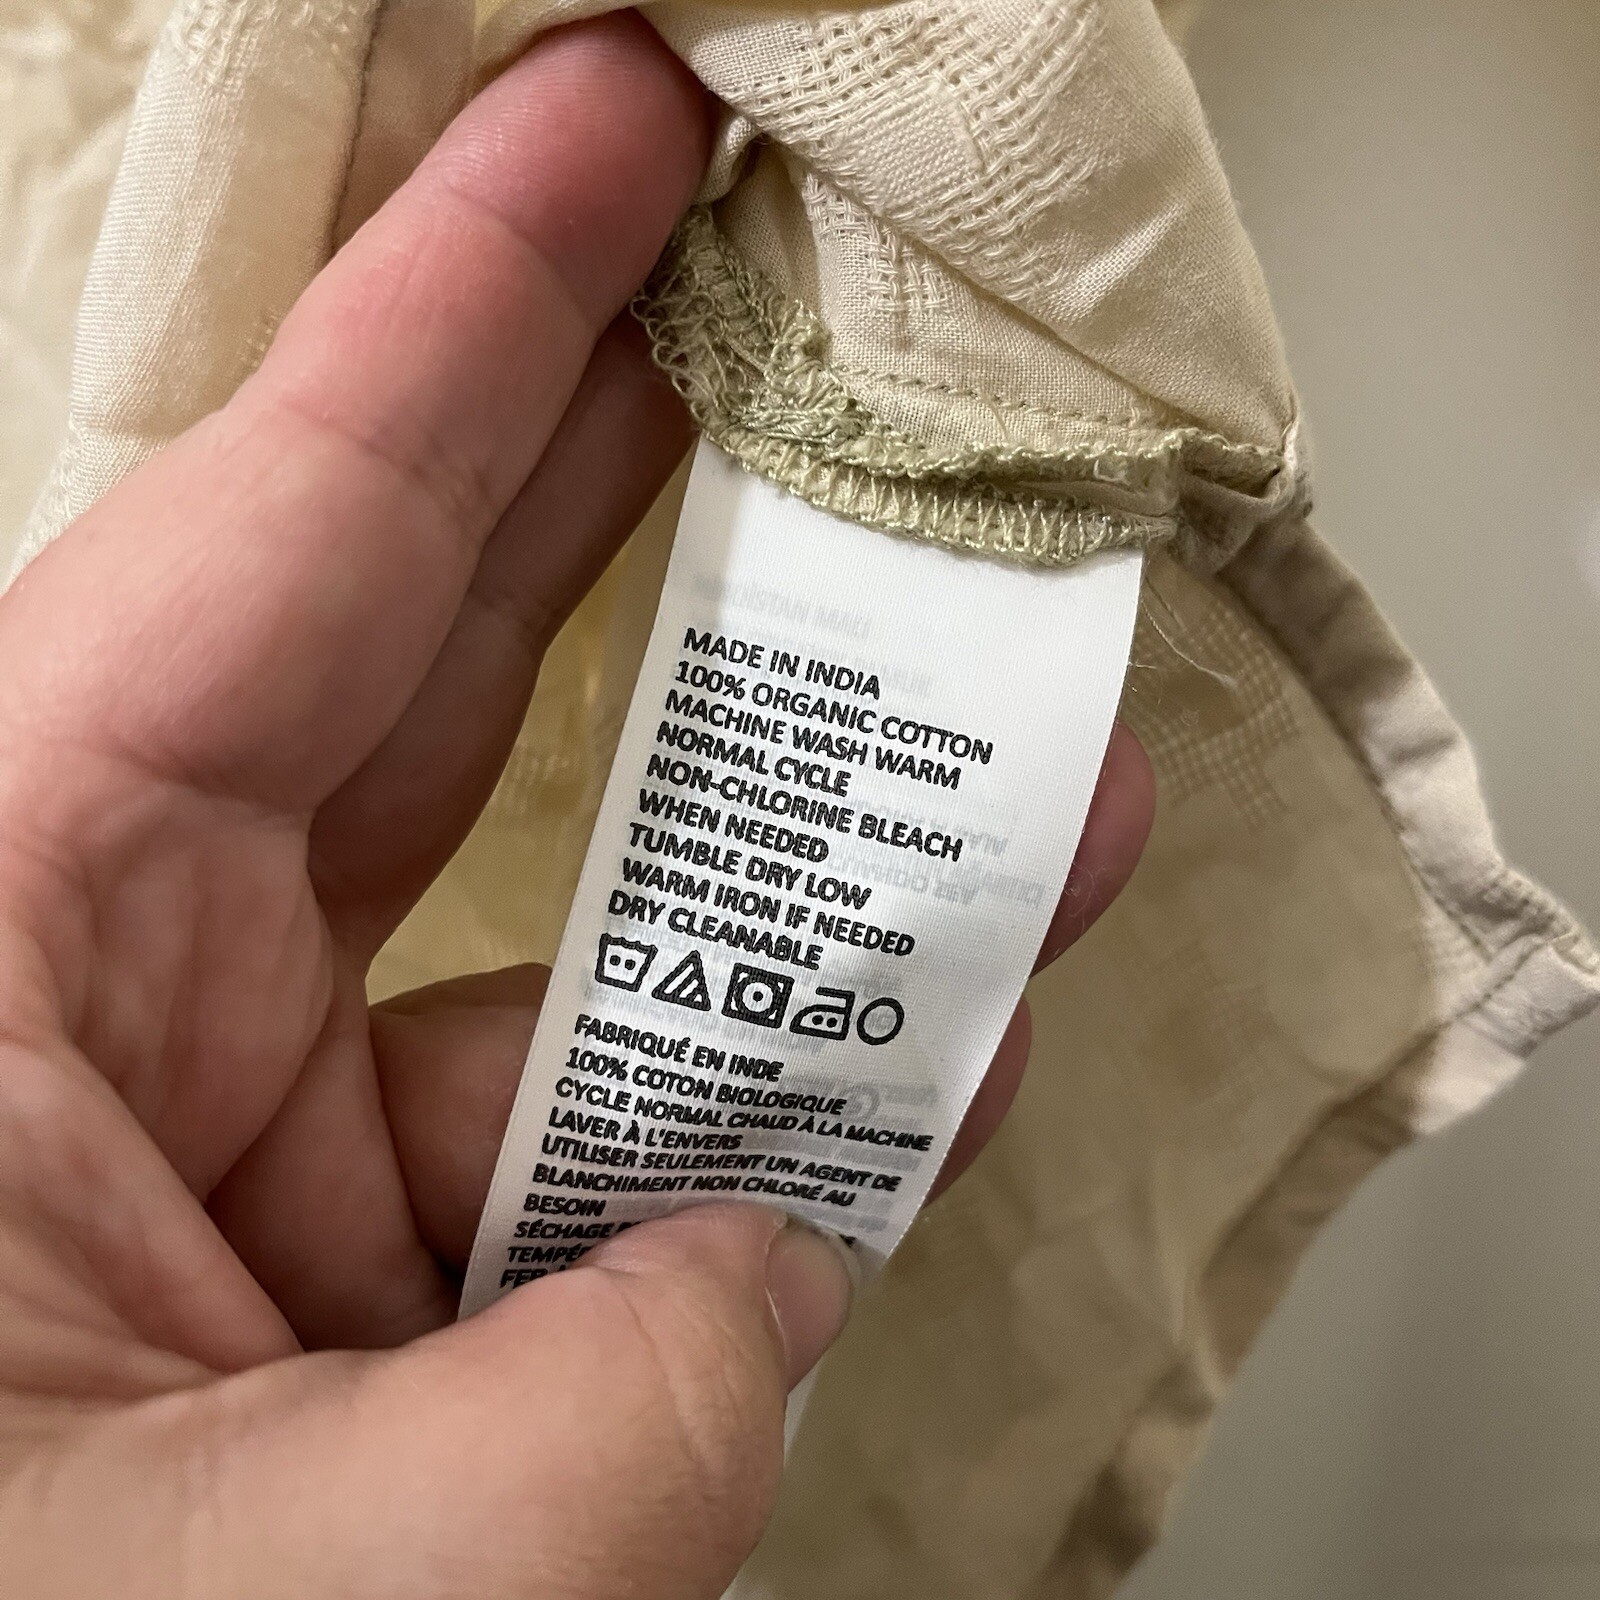 MADE IN INDIA
100% ORGANIC COTTON
MACHINE WASH WARM
NORMAL CYCLE
NON-CHLORINE BLEACH
WHEN NEEDED
TUMBLE DRY LOW
WARM IRON IF NEEDED
DRY CLEANABLE
FABRIQUÉ EN INDE
100% COTON BIOLOGIQUE
CYCLE NORMAL CHAUD À LA MACHINE
LAVER À L'ENVERS
UTILISER SEULEMENT UN AGENT DE
BLANCHIMENT NON CHLORÉ AU
BESOIN
SÉCHAGE